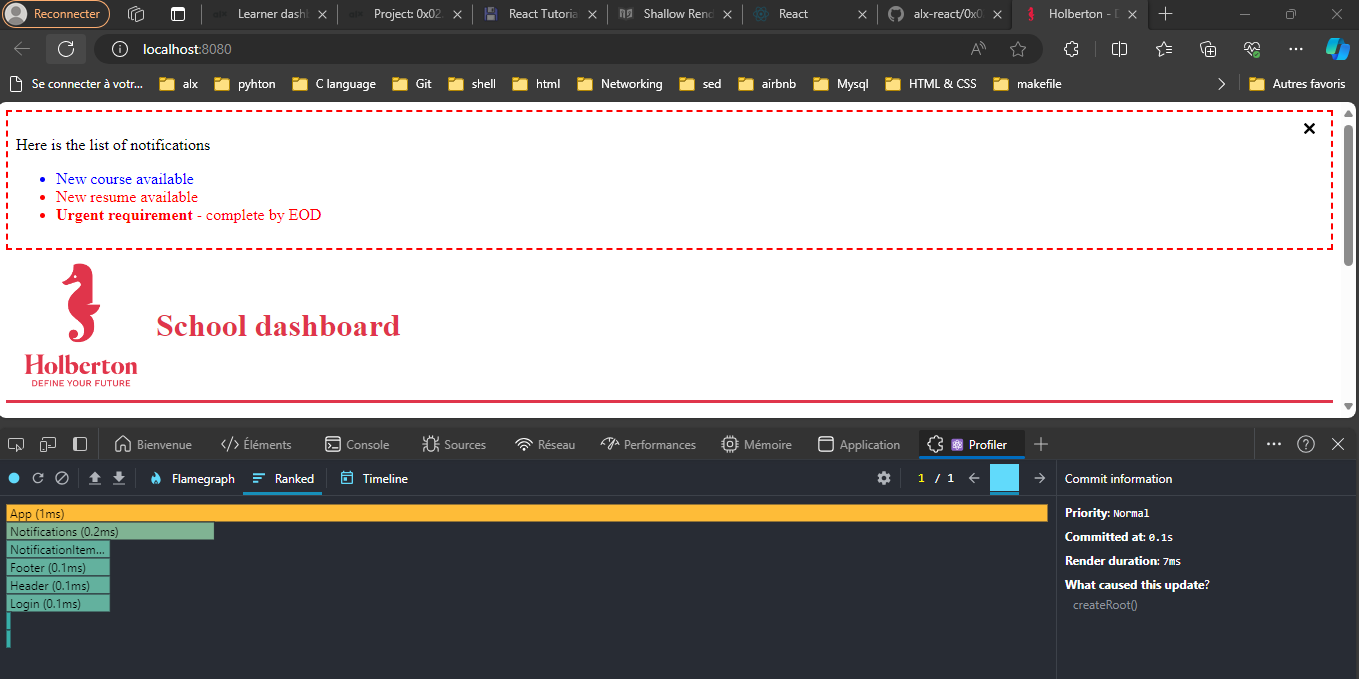 Reconnecter
Learner dash
Project: 0x02.
React Tutoria
Shallow Rend
React
alx-react/0x0
Holberton - D
localhost:8080
Se connecter à votr...
alx
pyhton
C language
Git
shell
html
Networking
sed
airbnb
Mysql
HTML & CSS
makefile
Autres favoris
Here is the list of notifications
New course available
New resume available
Urgent requirement - complete by EOD
School dashboard
Holberton
DEFINE YOUR FUTURE
Bienvenue
Éléments
Console
Sources
Réseau
Performances
Mémoire
Application
Profiler
Flamegraph
Ranked
Timeline
1 / 1
Commit information
App (1ms)
Notifications (0.2ms)
NotificationItem...
Footer (0.1ms)
Header (0.1ms)
Login (0.1ms)
Priority: Normal
Committed at: 0.1s
Render duration: 7ms
What caused this update?
createRoot()